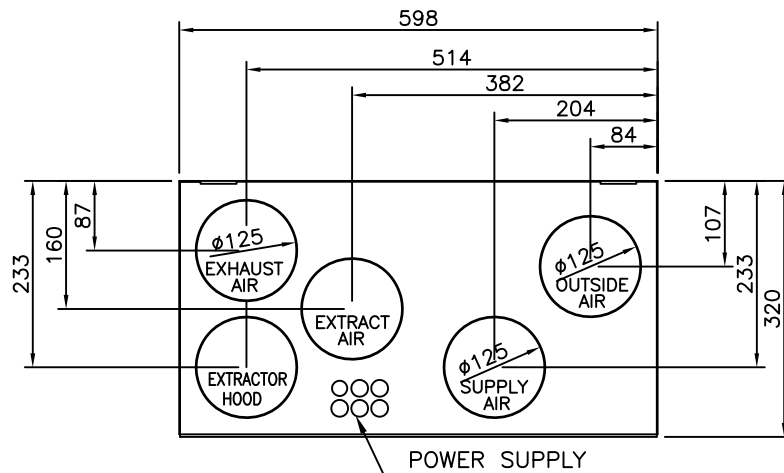 598
514
382
204
84
87
160
233
107
233
320
ø125
EXHAUST
AIR
EXTRACT
AIR
EXTRACTOR
HOOD
ø125
OUTSIDE
AIR
ø125
SUPPLY
AIR
POWER SUPPLY